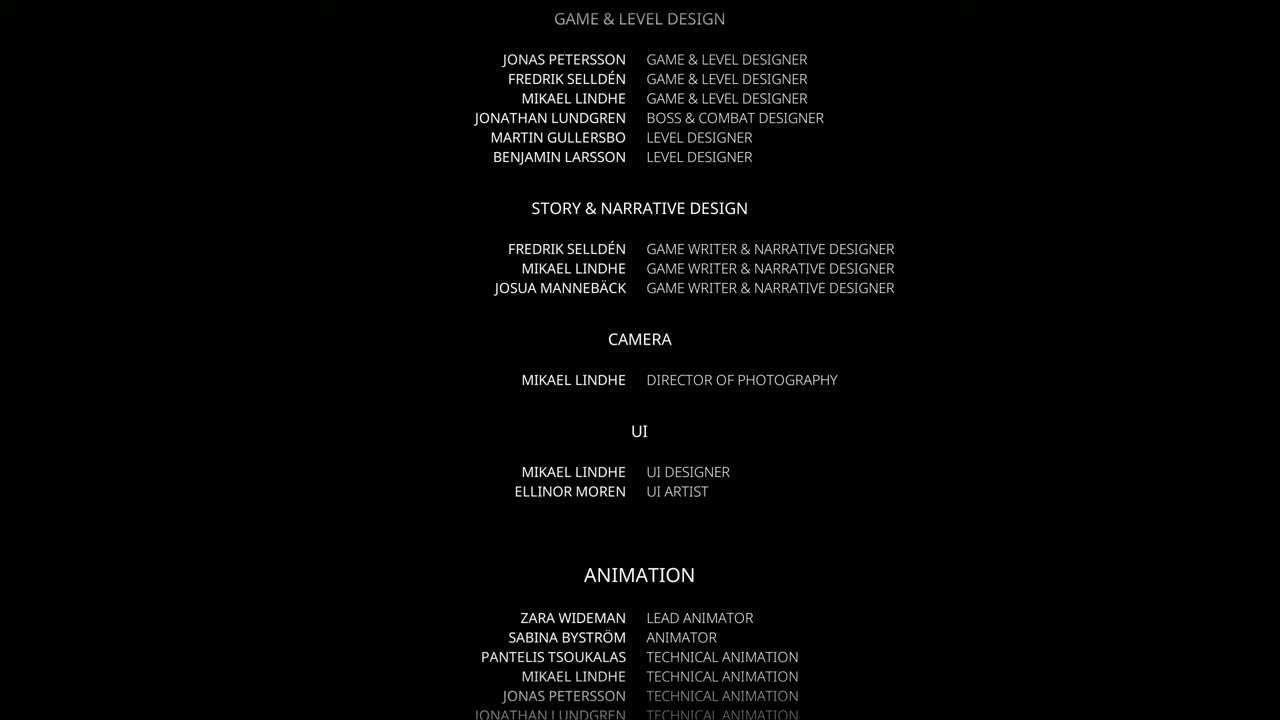 GAME & LEVEL DESIGN
JONAS PETERSSON GAME & LEVEL DESIGNER
FREDRIK SELLDÉN GAME & LEVEL DESIGNER
MIKAEL LINDHE GAME & LEVEL DESIGNER
JONATHAN LUNDGREN BOSS & COMBAT DESIGNER
MARTIN GULLERSBO LEVEL DESIGNER
BENJAMIN LARSSON LEVEL DESIGNER
STORY & NARRATIVE DESIGN
FREDRIK SELLDÉN GAME WRITER & NARRATIVE DESIGNER
MIKAEL LINDHE GAME WRITER & NARRATIVE DESIGNER
JOSUA MANNEBÄCK GAME WRITER & NARRATIVE DESIGNER
CAMERA
MIKAEL LINDHE DIRECTOR OF PHOTOGRAPHY
UI
MIKAEL LINDHE UI DESIGNER
ELLINOR MOREN UI ARTIST
ANIMATION
ZARA WIDEMAN LEAD ANIMATOR
SABINA BYSTRÖM ANIMATOR
PANTELIS TSOUKALAS TECHNICAL ANIMATION
MIKAEL LINDHE TECHNICAL ANIMATION
JONAS PETERSSON TECHNICAL ANIMATION
JONATHAN LUNDGREN TECHNICAL ANIMATION